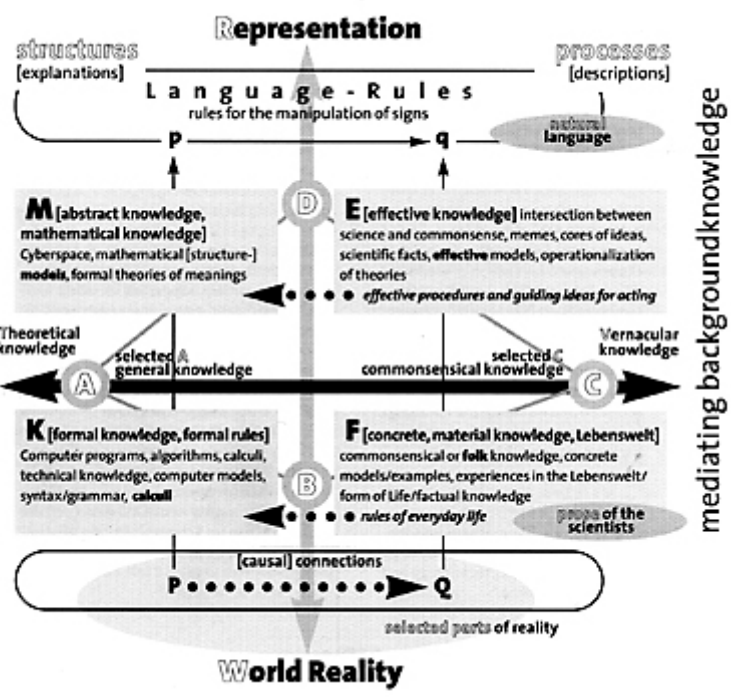 Representation
structures
[explanations]
processes
[descriptions]
Language-Rules
rules for the manipulation of signs
natural
language
p
q
D
M [abstract knowledge,
mathematical knowledge]
Cyberspace, mathematical [structure-]
models, formal theories of meanings
E [effective knowledge] intersection between
science and commonsense, memes, cores of ideas,
scientific facts, effective models, operationalization
of theories
effective procedures and guiding ideas for acting
Theoretical
knowledge
selected A
general knowledge
selected C
commonsensical knowledge
Vernacular
knowledge
A
C
K [formal knowledge, formal rules]
Computer programs, algorithms, calculi,
technical knowledge, computer models,
syntax/grammar, calculi
F [concrete, material knowledge, Lebenswelt]
commonsensical or folk knowledge, concrete
models/examples, experiences in the Lebenswelt/
form of Life/factual knowledge
B
rules of everyday life
prose of the
scientists
[causal] connections
P
Q
selected parts of reality
World Reality
mediating backgroundknowledge